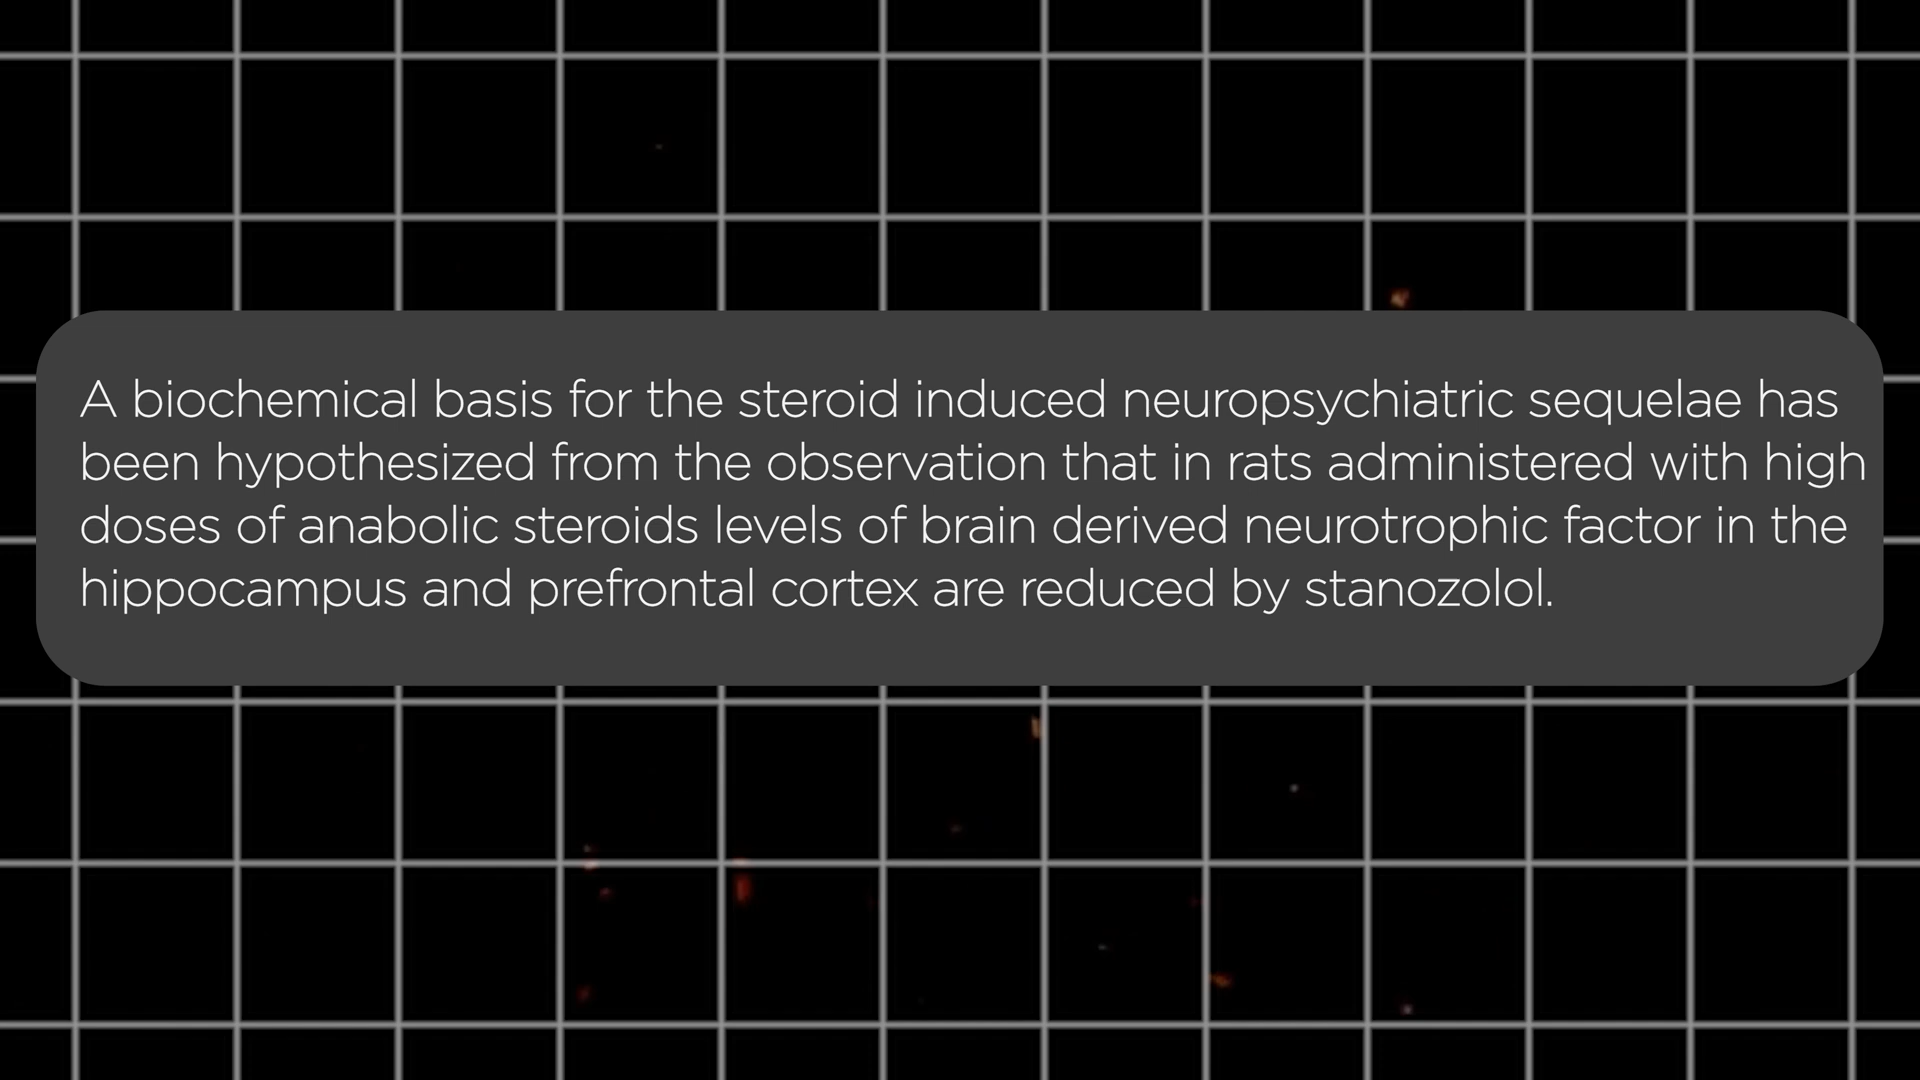 A biochemical basis for the steroid induced neuropsychiatric sequelae has
been hypothesized from the observation that in rats administered with high
doses of anabolic steroids levels of brain derived neurotrophic factor in the
hippocampus and prefrontal cortex are reduced by stanozolol.